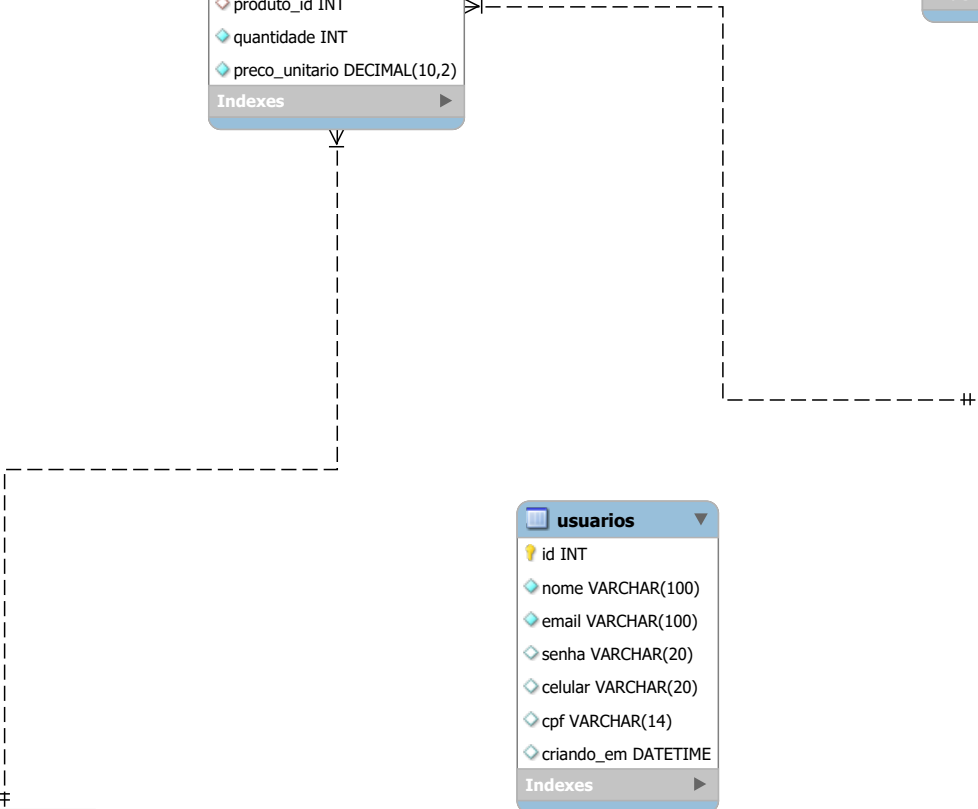 produto_id INT
quantidade INT
preco_unitario DECIMAL(10,2)
Indexes
usuarios
id INT
nome VARCHAR(100)
email VARCHAR(100)
senha VARCHAR(20)
celular VARCHAR(20)
cpf VARCHAR(14)
criando_em DATETIME
Indexes